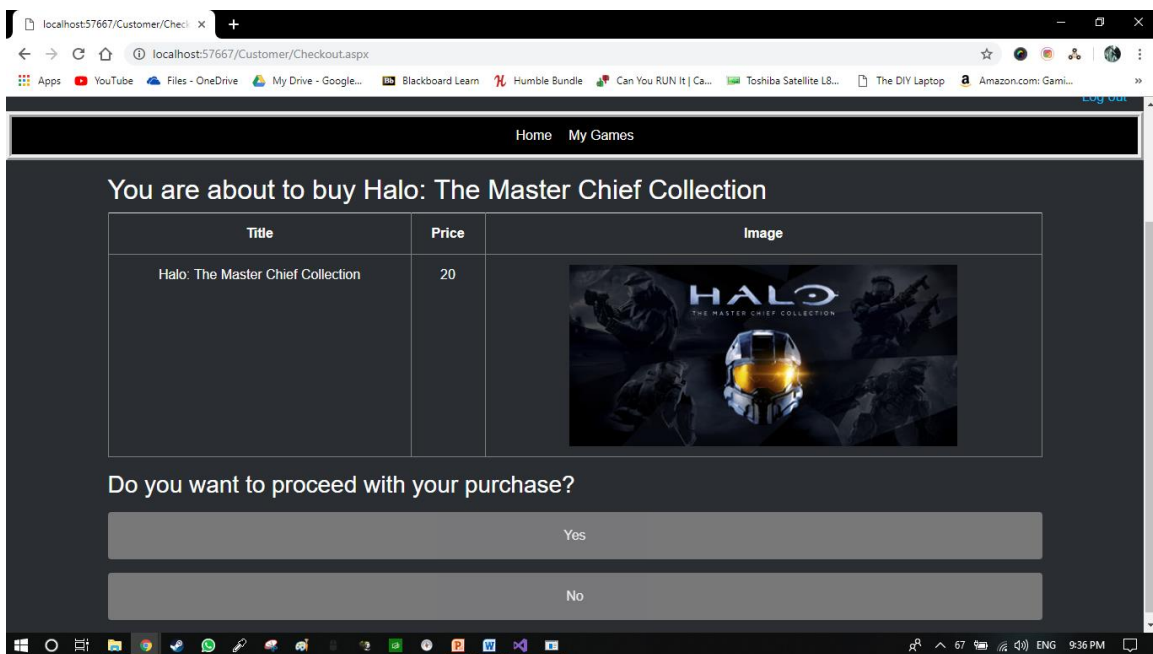 localhost:57667/Customer/Check
localhost:57667/Customer/Checkout.aspx
Apps YouTube Files - OneDrive My Drive - Google... Bb Blackboard Learn Humble Bundle Can You RUN It | Ca... Toshiba Satellite L8... The DIY Laptop Amazon.com: Gami... »
Log out
Home My Games
You are about to buy Halo: The Master Chief Collection
Title Price Image
Halo: The Master Chief Collection 20
HALO
THE MASTER CHIEF COLLECTION
Do you want to proceed with your purchase?
Yes
No
67 ENG 9:36 PM